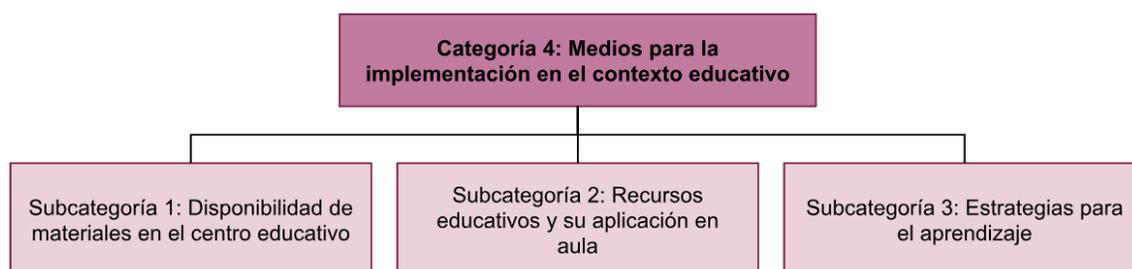 Categoría 4: Medios para la
implementación en el contexto educativo
Subcategoría 1: Disponibilidad de
materiales en el centro educativo
Subcategoría 2: Recursos
educativos y su aplicación en
aula
Subcategoría 3: Estrategias para
el aprendizaje